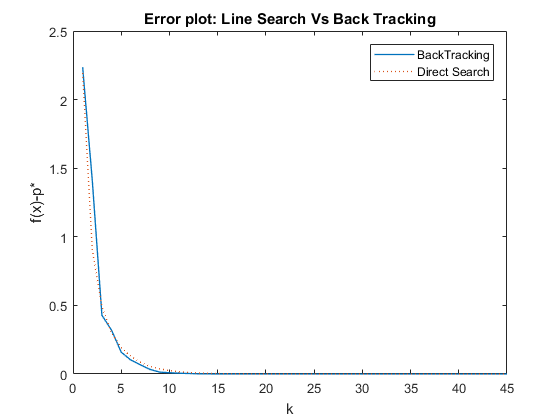 Error plot: Line Search Vs Back Tracking
BackTracking
Direct Search
f(x)-p*
2.5
2
1.5
1
0.5
0
0 5 10 15 20 25 30 35 40 45
k